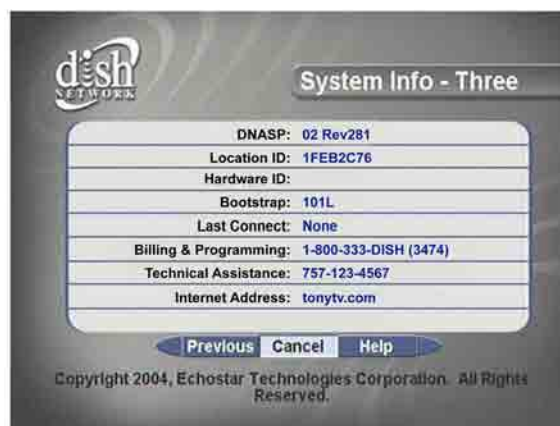 dish
NETWORK
System Info - Three
DNASP: 02 Rev281
Location ID: 1FEB2C76
Hardware ID:
Bootstrap: 101L
Last Connect: None
Billing & Programming: 1-800-333-DISH (3474)
Technical Assistance: 757-123-4567
Internet Address: tonytv.com
Previous Cancel Help
Copyright 2004, Echostar Technologies Corporation. All Rights
Reserved.